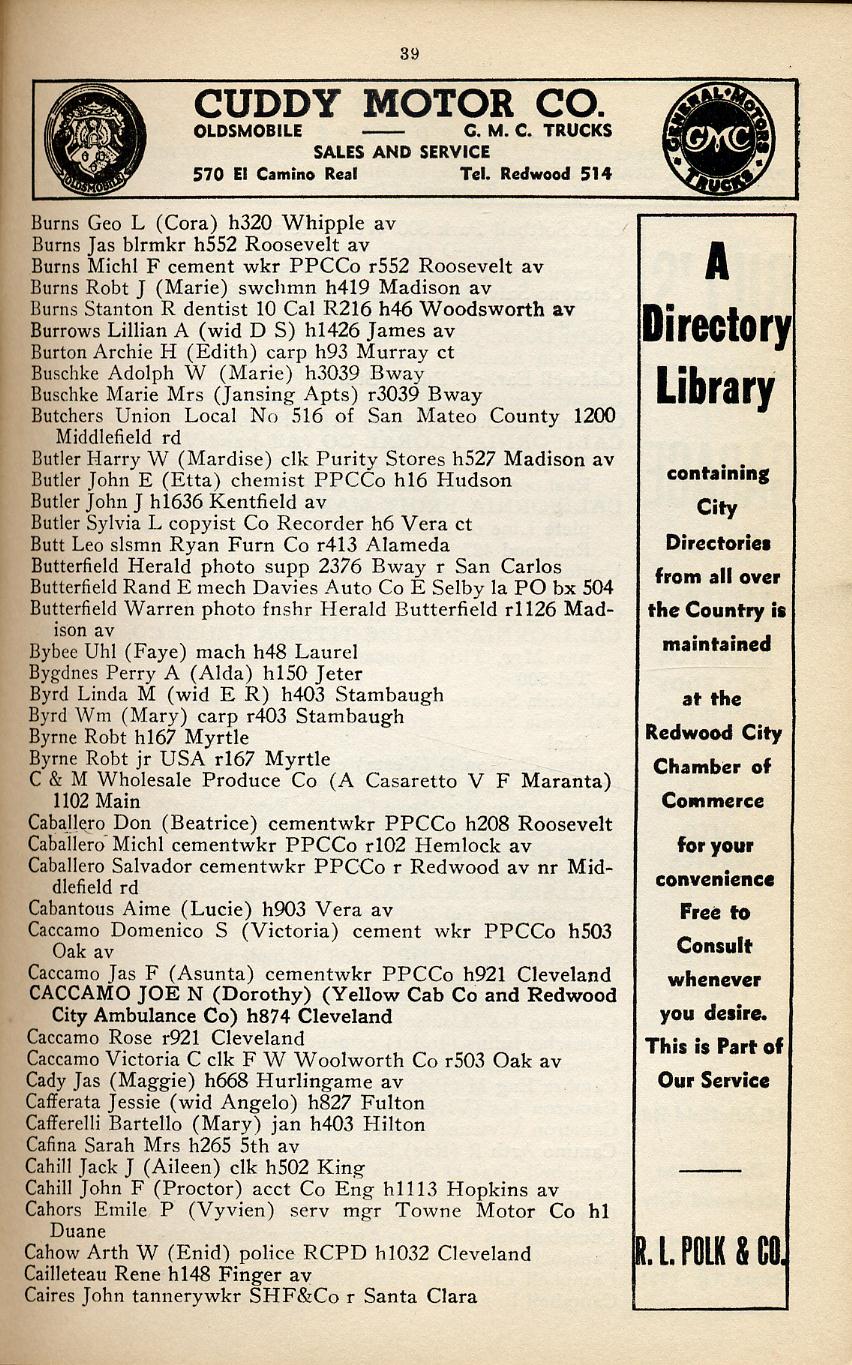 39
CUDDY MOTOR CO.
OLDSMOBILE — G. M. C. TRUCKS
SALES AND SERVICE
570 El Camino Real Tel. Redwood 514
OLDSMOBILE
GENERAL MOTORS
GMC
TRUCKS
Burns Geo L (Cora) h320 Whipple av
Burns Jas blrmkr h552 Roosevelt av
Burns Michl F cement wkr PPCCo r552 Roosevelt av
Burns Robt J (Marie) swchmn h419 Madison av
Burns Stanton R dentist 10 Cal R216 h46 Woodsworth av
Burrows Lillian A (wid D S) h1426 James av
Burton Archie H (Edith) carp h93 Murray ct
Buschke Adolph W (Marie) h3039 Bway
Buschke Marie Mrs (Jansing Apts) r3039 Bway
Butchers Union Local No 516 of San Mateo County 1200
Middlefield rd
Butler Harry W (Mardise) clk Purity Stores h527 Madison av
Butler John E (Etta) chemist PPCCo h16 Hudson
Butler John J h1636 Kentfield av
Butler Sylvia L copyist Co Recorder h6 Vera ct
Butt Leo slsmn Ryan Furn Co r413 Alameda
Butterfield Herald photo supp 2376 Bway r San Carlos
Butterfield Rand E mech Davies Auto Co E Selby la PO bx 504
Butterfield Warren photo fnshr Herald Butterfield r1126 Mad-
ison av
Bybee Uhl (Faye) mach h48 Laurel
Bygdnes Perry A (Alda) h150 Jeter
Byrd Linda M (wid E R) h403 Stambaugh
Byrd Wm (Mary) carp r403 Stambaugh
Byrne Robt h167 Myrtle
Byrne Robt jr USA r167 Myrtle
C & M Wholesale Produce Co (A Casaretto V F Maranta)
1102 Main
Caballero Don (Beatrice) cementwkr PPCCo h208 Roosevelt
Caballero Michl cementwkr PPCCo r102 Hemlock av
Caballero Salvador cementwkr PPCCo r Redwood av nr Mid-
dlefield rd
Cabantous Aime (Lucie) h903 Vera av
Caccamo Domenico S (Victoria) cement wkr PPCCo h503
Oak av
Caccamo Jas F (Asunta) cementwkr PPCCo h921 Cleveland
CACCAMO JOE N (Dorothy) (Yellow Cab Co and Redwood
City Ambulance Co) h874 Cleveland
Caccamo Rose r921 Cleveland
Caccamo Victoria C clk F W Woolworth Co r503 Oak av
Cady Jas (Maggie) h668 Hurlingame av
Cafferata Jessie (wid Angelo) h827 Fulton
Cafferelli Bartello (Mary) jan h403 Hilton
Cafina Sarah Mrs h265 5th av
Cahill Jack J (Aileen) clk h502 King
Cahill John F (Proctor) acct Co Eng h1113 Hopkins av
Cahors Emile P (Vyvien) serv mgr Towne Motor Co h1
Duane
Cahow Arth W (Enid) police RCPD h1032 Cleveland
Cailleteau Rene h148 Finger av
Caires John tannerywkr SHF&Co r Santa Clara
A
Directory
Library
containing
City
Directories
from all over
the Country is
maintained
at the
Redwood City
Chamber of
Commerce
for your
convenience
Free to
Consult
whenever
you desire.
This is Part of
Our Service
R. L. POLK & CO.